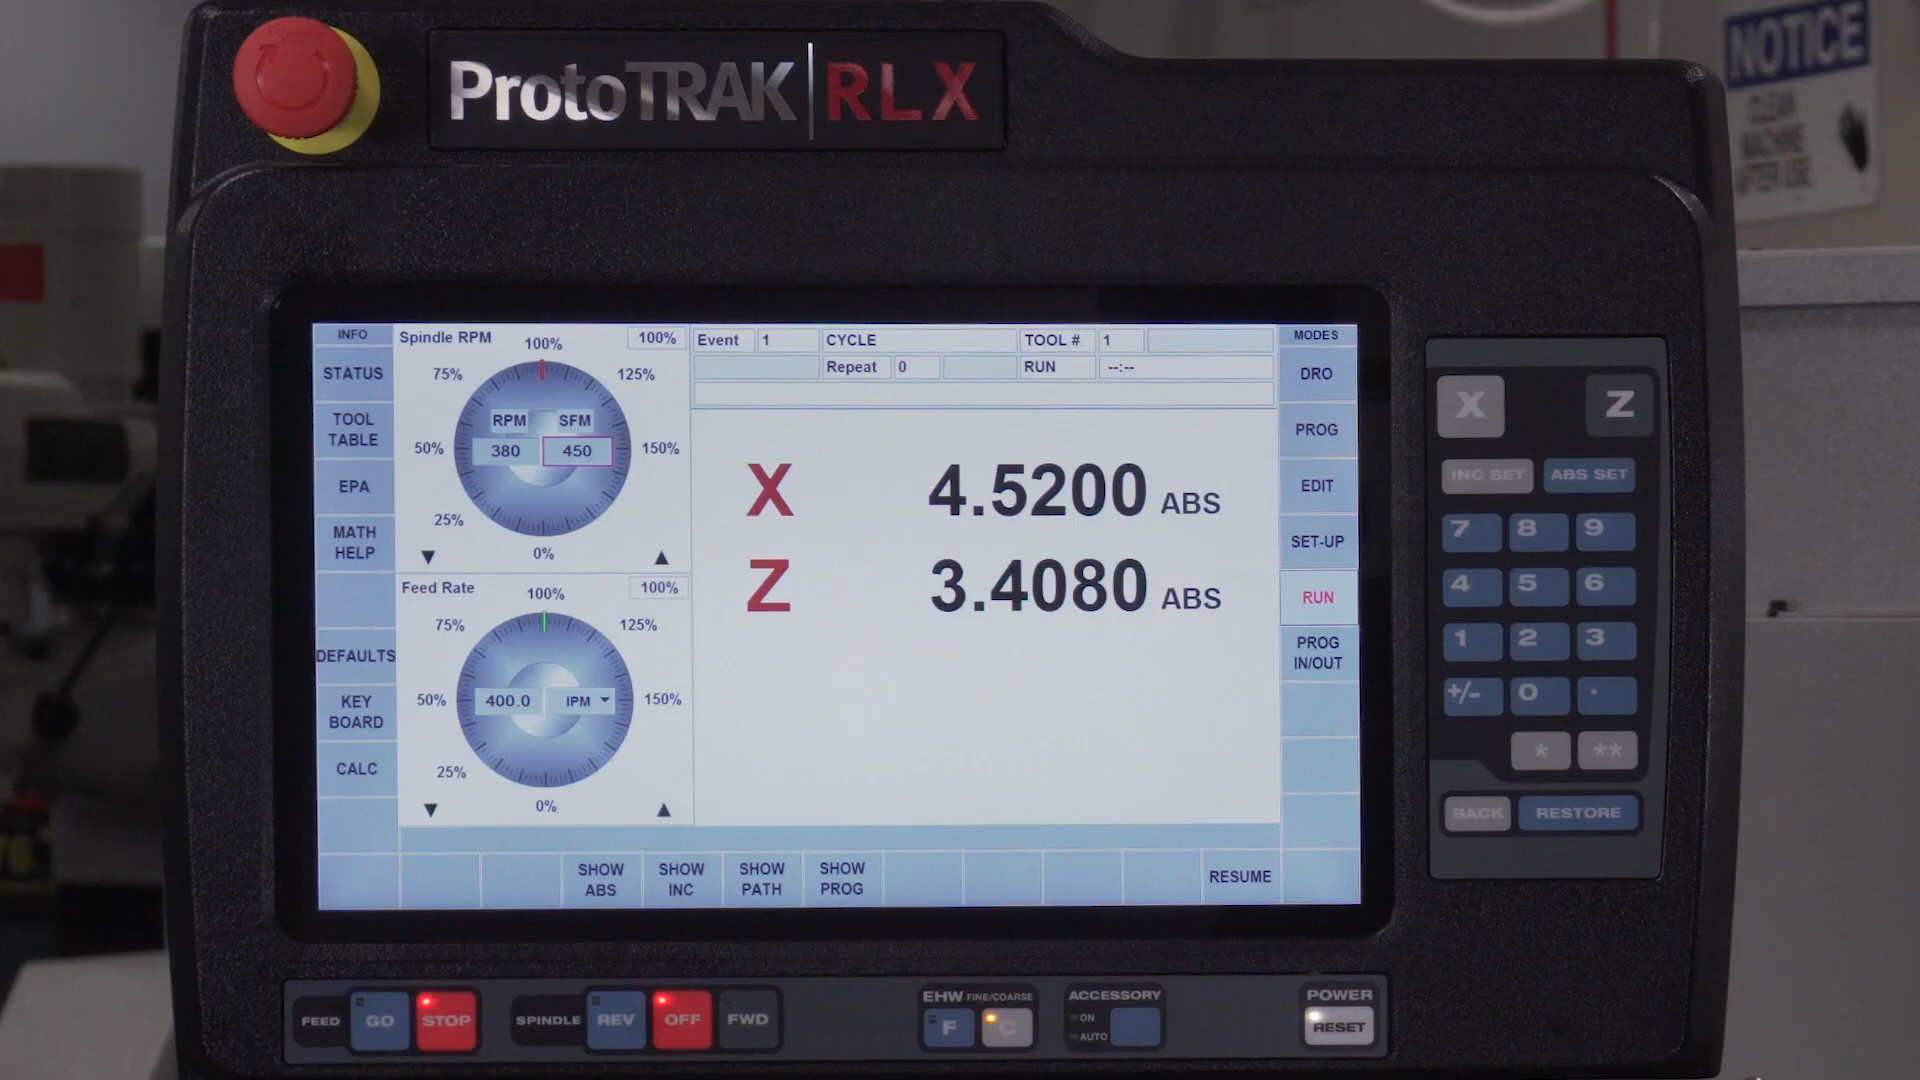 ProtoTRAK RLX
NOTICE
CLEAN
MACHINE
AFTER USE
INFO
STATUS
TOOL
TABLE
EPA
MATH
HELP
DEFAULTS
KEY
BOARD
CALC
Spindle RPM
100%
100%
75%
125%
RPM SFM
50%
380 450
150%
25%
0%
▼ ▲
Feed Rate
100%
100%
75%
125%
50%
400.0 IPM
150%
25%
0%
▼ ▲
Event 1 CYCLE TOOL # 1
Repeat 0 RUN --:--
X 4.5200 ABS
Z 3.4080 ABS
MODES
DRO
PROG
EDIT
SET-UP
RUN
PROG
IN/OUT
SHOW
ABS
SHOW
INC
SHOW
PATH
SHOW
PROG
RESUME
X Z
INC SET ABS SET
7 8 9
4 5 6
1 2 3
+/- 0 .
* **
BACK RESTORE
FEED GO STOP
SPINDLE REV OFF FWD
EHW FINE/COARSE
F C
ACCESSORY
ON
AUTO
POWER
RESET